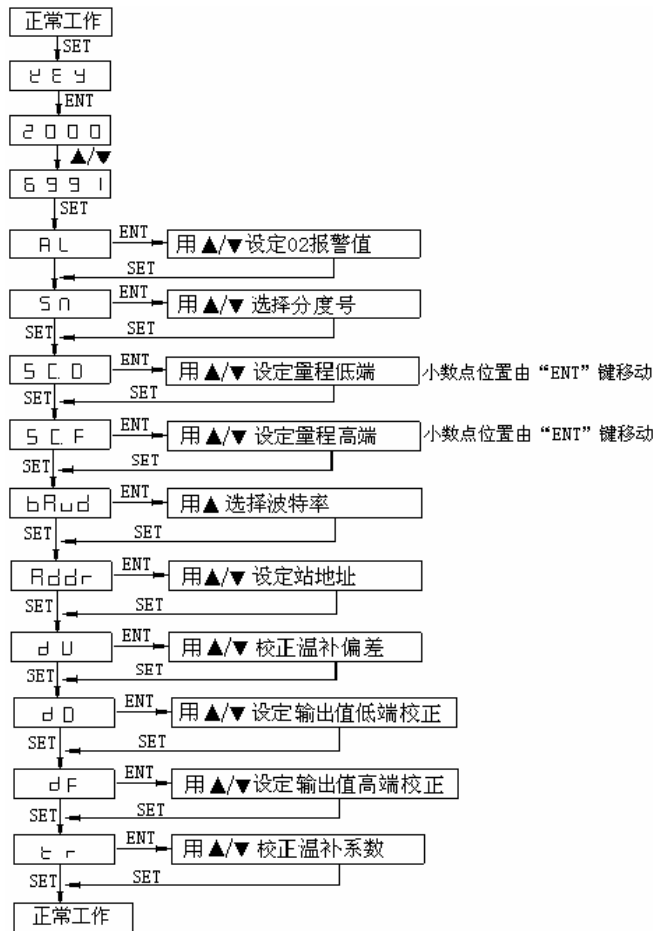 正常工作
SET
KEY
ENT
2000
▲/▼
6991
SET
AL ENT 用▲/▼设定02报警值
SET
Sn ENT 用▲/▼ 选择分度号
SET SET
SC.0 ENT 用▲/▼ 设定量程低端 小数点位置由“ENT”键移动
SET SET
SC.F ENT 用▲/▼ 设定量程高端 小数点位置由“ENT”键移动
SET SET
bAud ENT 用▲ 选择波特率
SET SET
Addr ENT 用▲/▼ 设定站地址
SET SET
dU ENT 用▲/▼ 校正温补偏差
SET SET
d0 ENT 用▲/▼ 设定输出值低端校正
SET SET
dF ENT 用▲/▼设定输出值高端校正
SET SET
tr ENT 用▲/▼ 校正温补系数
SET SET
正常工作